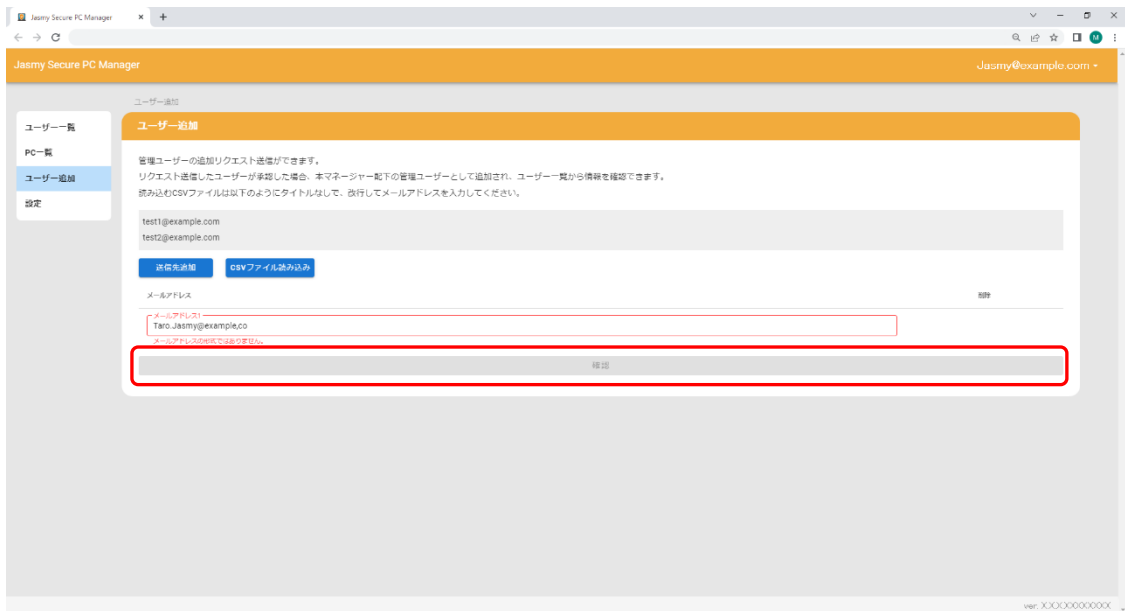 Jasmy Secure PC Manager
Jasmy Secure PC Manager
Jasmy@example.com
ユーザー追加
ユーザー一覧
PC一覧
ユーザー追加
設定
ユーザー追加
管理ユーザーの追加リクエスト送信ができます。
リクエスト送信したユーザーが承認した場合、本マネージャー配下の管理ユーザーとして追加され、ユーザー一覧から情報を確認できます。
読み込むCSVファイルは以下のようにタイトルなしで、改行してメールアドレスを入力してください。
test1@example.com
test2@example.com
送信先追加 CSVファイル読み込み
メールアドレス 削除
メールアドレス1
Taro.Jasmy@example,co
メールアドレスの形式ではありません。
確認
ver. XXXXXXXXXXX